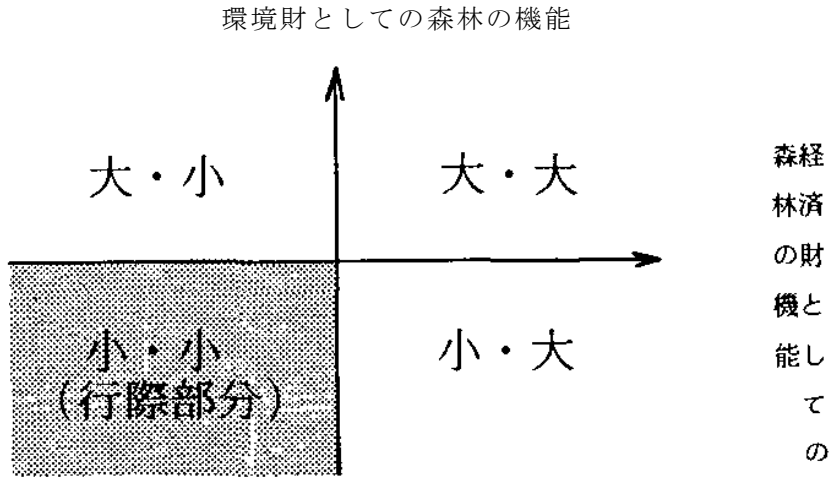 環境財としての森林の機能
大・小
大・大
小・小
(行際部分)
小・大
経済財としての
森林の機能